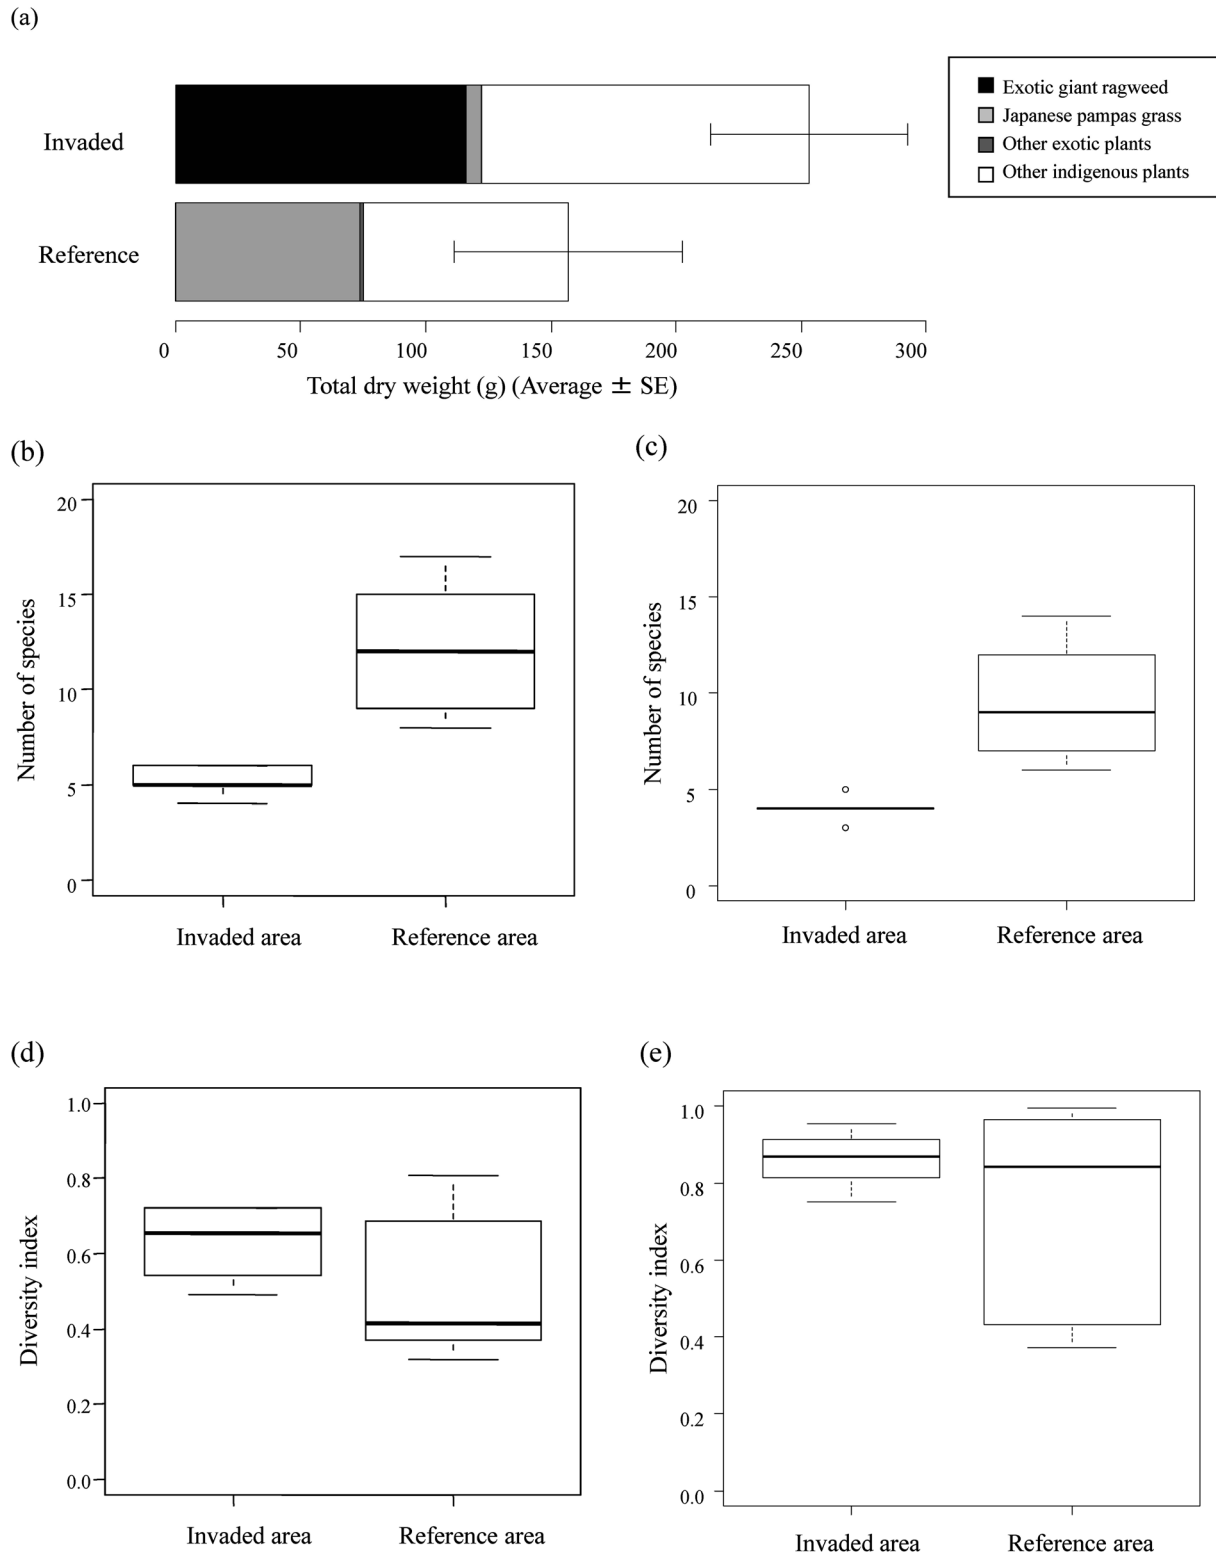 (a)
Invaded
Reference
Exotic giant ragweed
Japanese pampas grass
Other exotic plants
Other indigenous plants
0 50 100 150 200 250 300
Total dry weight (g) (Average ± SE)
(b)
20
15
10
5
0
Number of species
Invaded area Reference area
(c)
20
15
10
5
0
Number of species
Invaded area Reference area
(d)
1.0
0.8
0.6
0.4
0.2
0.0
Diversity index
Invaded area Reference area
(e)
1.0
0.8
0.6
0.4
0.2
0.0
Diversity index
Invaded area Reference area